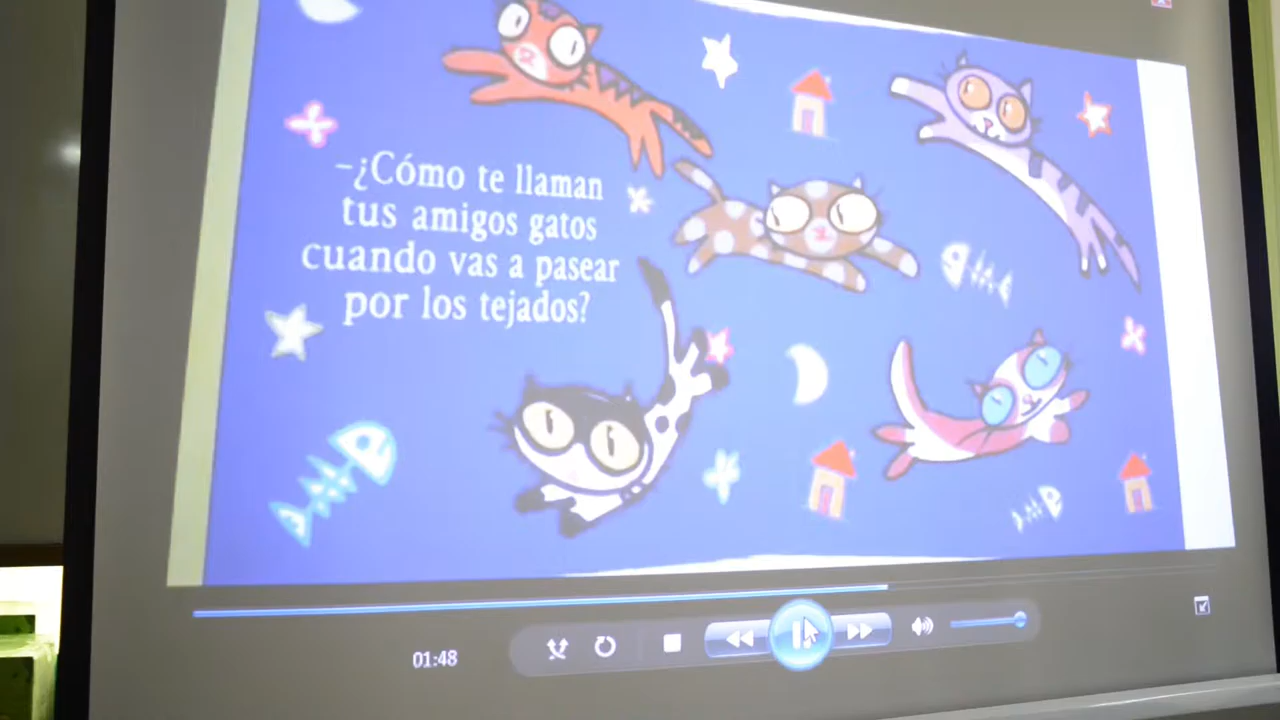 –¿Cómo te llaman
tus amigos gatos
cuando vas a pasear
por los tejados?
01:48